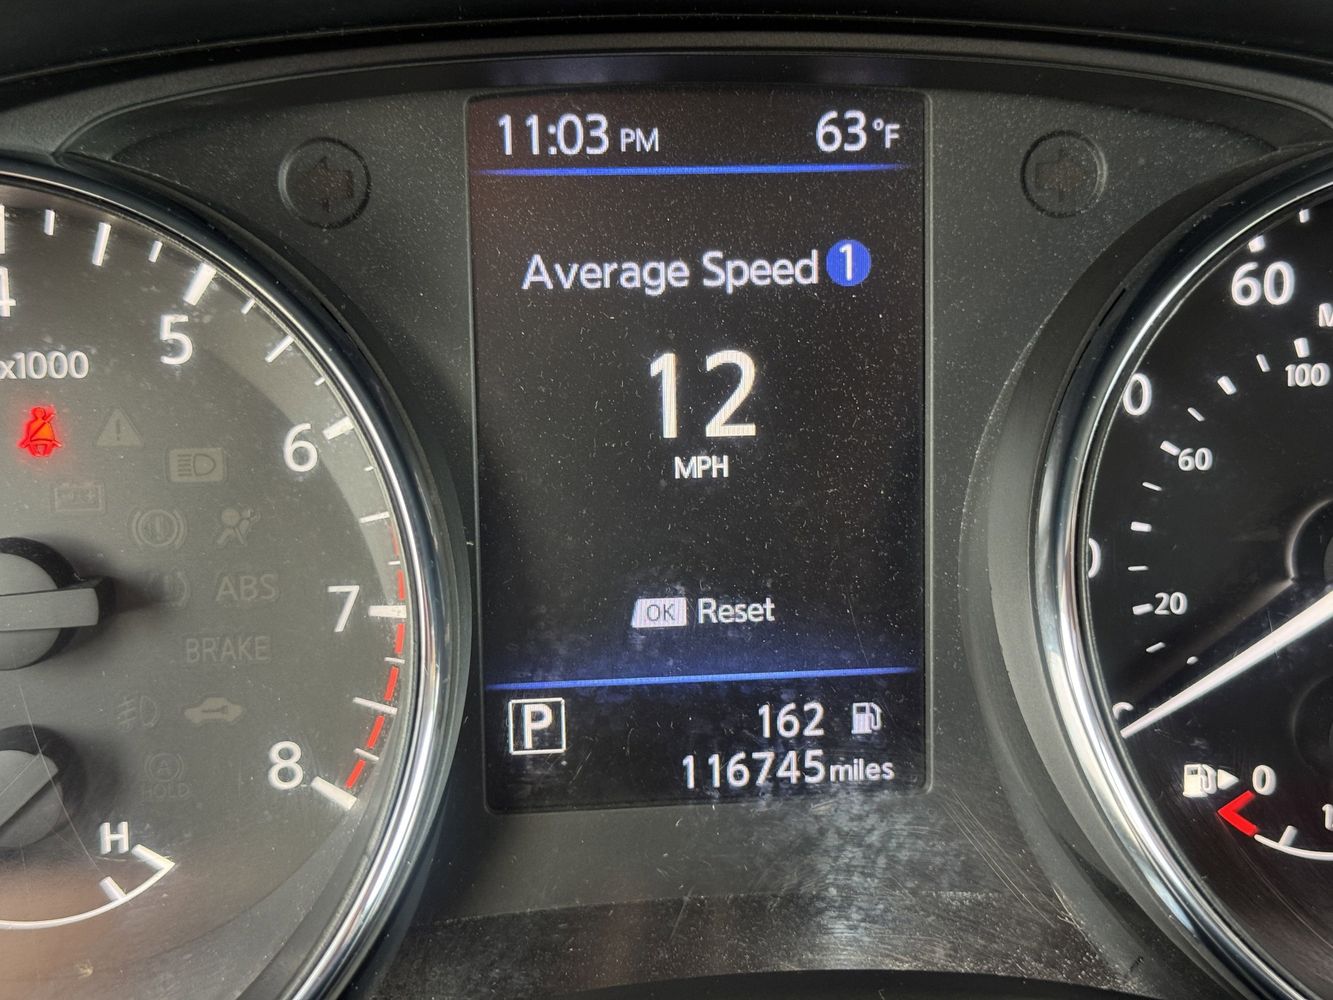 11:03 PM 63°F
Average Speed 1
12
MPH
OK Reset
P 162
116745 miles
4
5
x1000
6
7
8
ABS
BRAKE
H
60
100
60
20
0